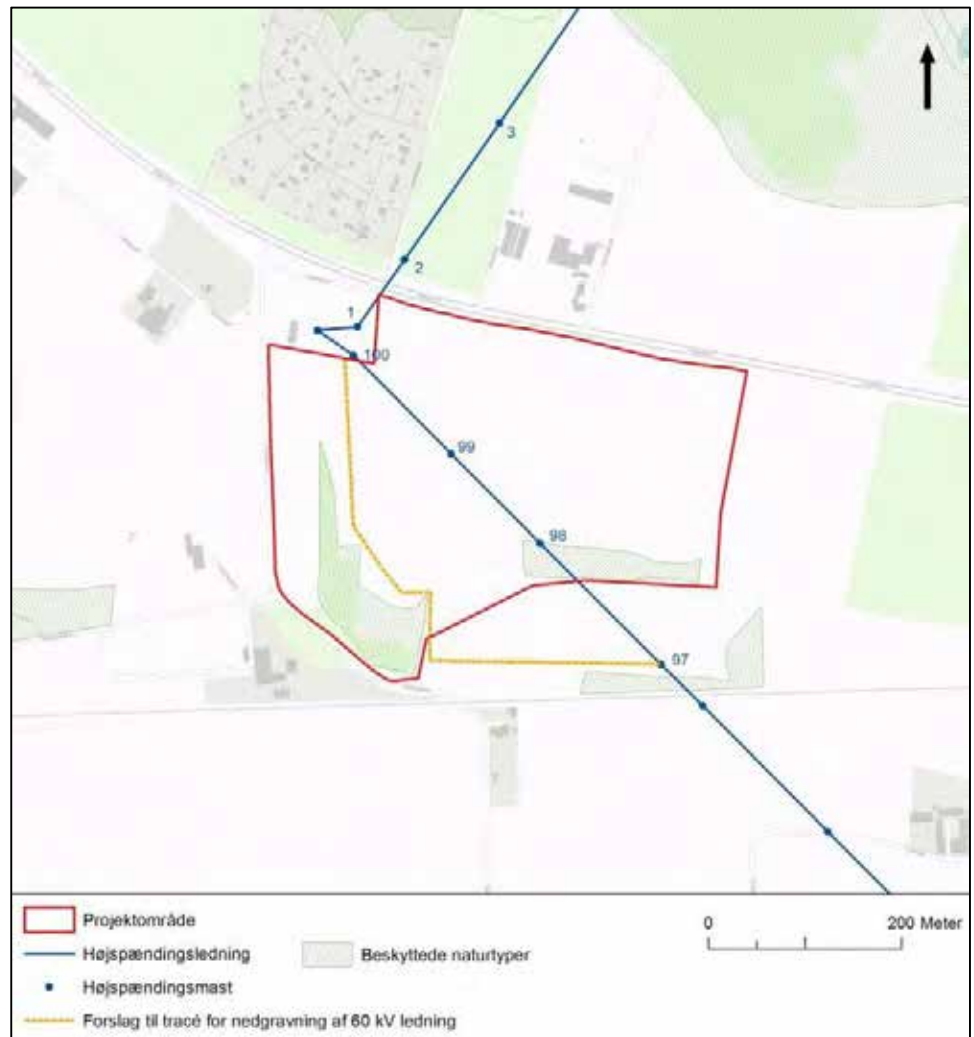 3
2
1
100
99
98
97
Projektområde
Højspændingsledning
Højspændingsmast
Forslag til tracé for nedgravning af 60 kV ledning
Beskyttede naturtyper
0 200 Meter